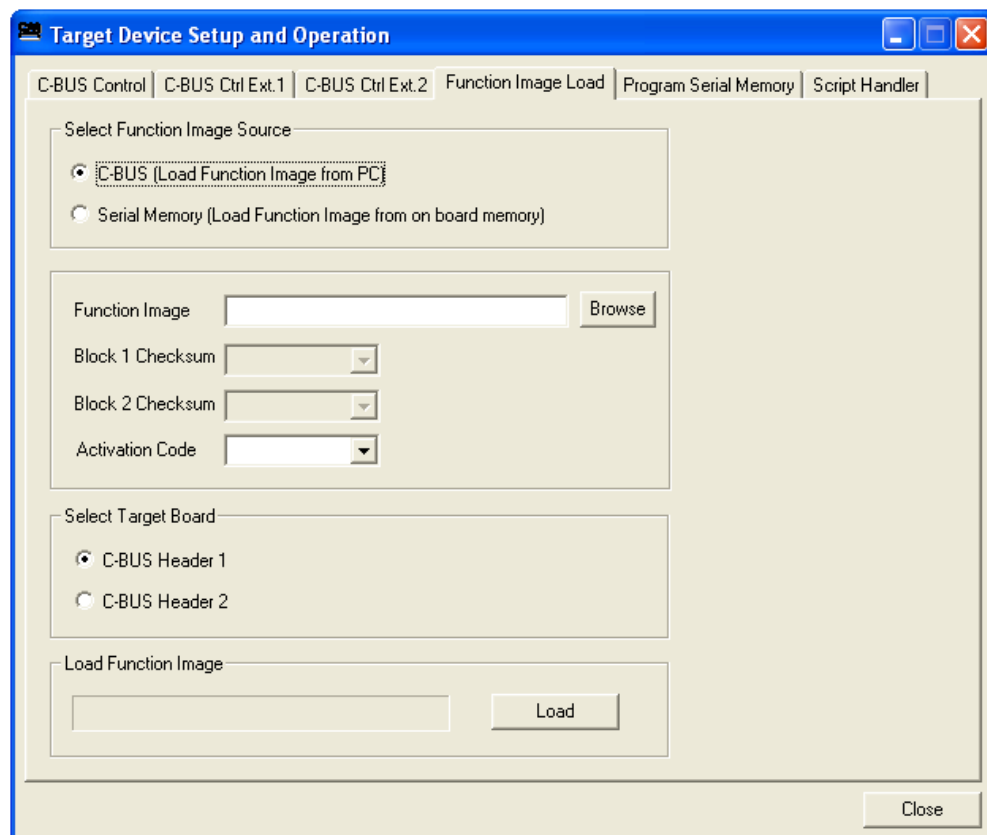 Target Device Setup and Operation
C-BUS Control C-BUS Ctrl Ext.1 C-BUS Ctrl Ext.2 Function Image Load Program Serial Memory Script Handler
Select Function Image Source
C-BUS (Load Function Image from PC)
Serial Memory (Load Function Image from on board memory)
Function Image Browse
Block 1 Checksum
Block 2 Checksum
Activation Code
Select Target Board
C-BUS Header 1
C-BUS Header 2
Load Function Image
Load
Close